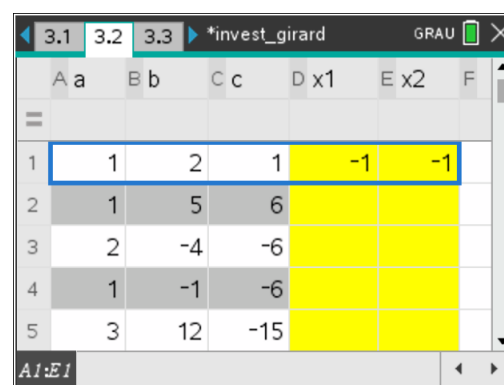 3.1 3.2 3.3 *invest_girard GRAU
A a B b C c D x1 E x2 F
=
1 1 2 1 -1 -1
2 1 5 6
3 2 -4 -6
4 1 -1 -6
5 3 12 -15
A1:E1